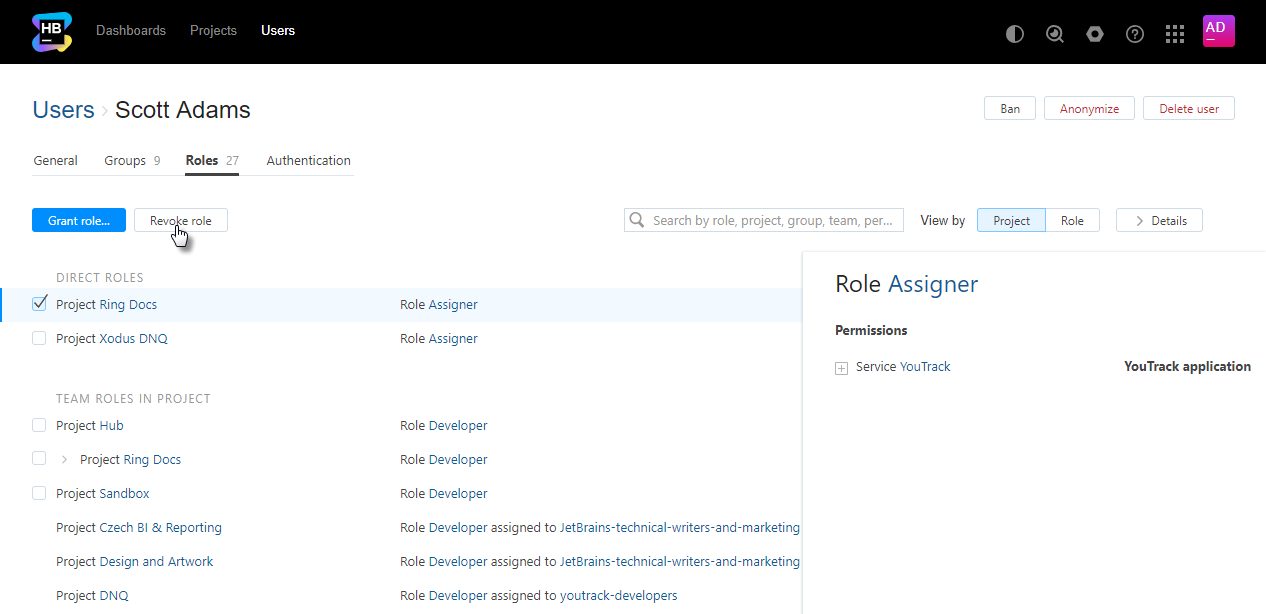 HB Dashboards Projects Users AD
Users › Scott Adams Ban Anonymize Delete user
General Groups 9 Roles 27 Authentication
Grant role... Revoke role Search by role, project, group, team, per... View by Project Role Details
DIRECT ROLES
Project Ring Docs Role Assigner
Project Xodus DNQ Role Assigner
TEAM ROLES IN PROJECT
Project Hub Role Developer
Project Ring Docs Role Developer
Project Sandbox Role Developer
Project Czech BI & Reporting Role Developer assigned to JetBrains-technical-writers-and-marketing
Project Design and Artwork Role Developer assigned to JetBrains-technical-writers-and-marketing
Project DNQ Role Developer assigned to youtrack-developers
Role Assigner
Permissions
Service YouTrack YouTrack application